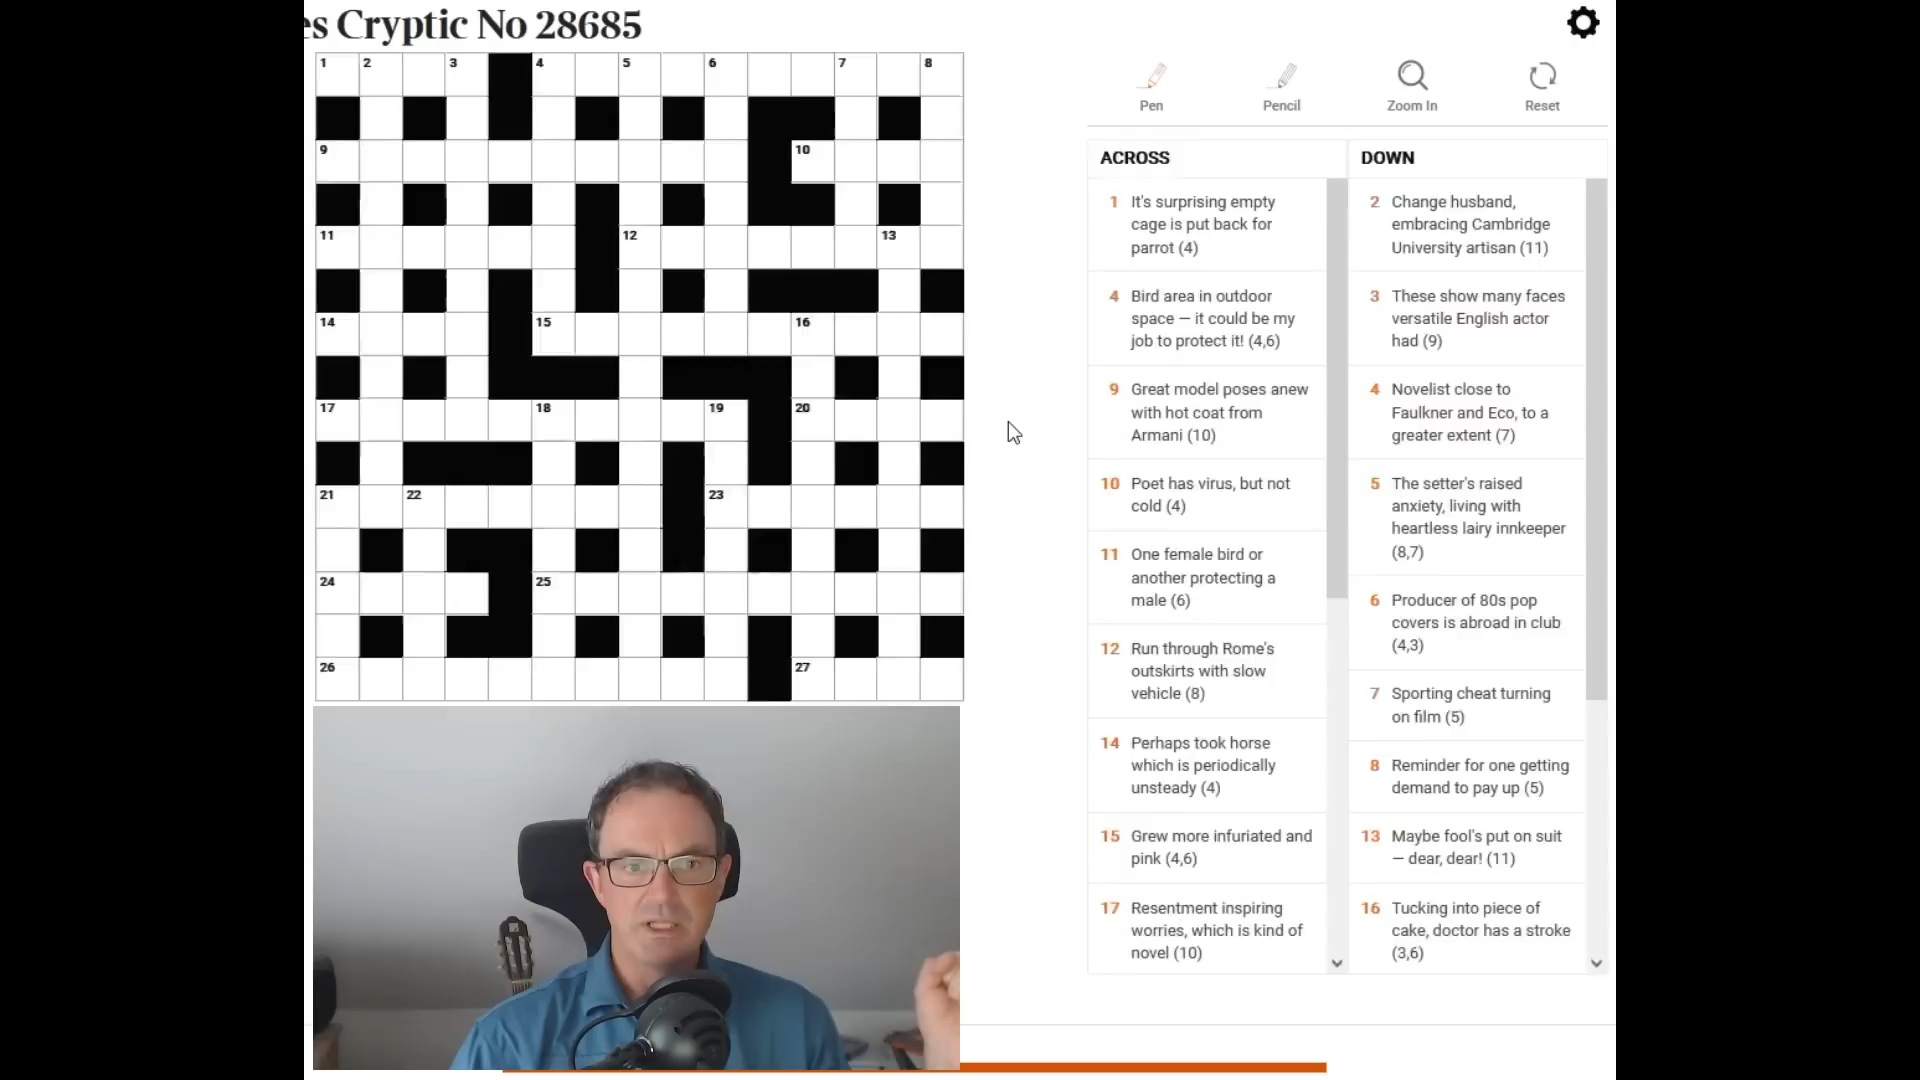 es Cryptic No 28685
1 2 3 4 5 6 7 8
9 10
11 12 13
14 15 16
17 18 19 20
21 22 23
24 25
26 27
Pen Pencil Zoom In Reset
ACROSS
1 It's surprising empty
cage is put back for
parrot (4)
4 Bird area in outdoor
space — it could be my
job to protect it! (4,6)
9 Great model poses anew
with hot coat from
Armani (10)
10 Poet has virus, but not
cold (4)
11 One female bird or
another protecting a
male (6)
12 Run through Rome's
outskirts with slow
vehicle (8)
14 Perhaps took horse
which is periodically
unsteady (4)
15 Grew more infuriated and
pink (4,6)
17 Resentment inspiring
worries, which is kind of
novel (10)
DOWN
2 Change husband,
embracing Cambridge
University artisan (11)
3 These show many faces
versatile English actor
had (9)
4 Novelist close to
Faulkner and Eco, to a
greater extent (7)
5 The setter's raised
anxiety, living with
heartless lairy innkeeper
(8,7)
6 Producer of 80s pop
covers is abroad in club
(4,3)
7 Sporting cheat turning
on film (5)
8 Reminder for one getting
demand to pay up (5)
13 Maybe fool's put on suit
— dear, dear! (11)
16 Tucking into piece of
cake, doctor has a stroke
(3,6)